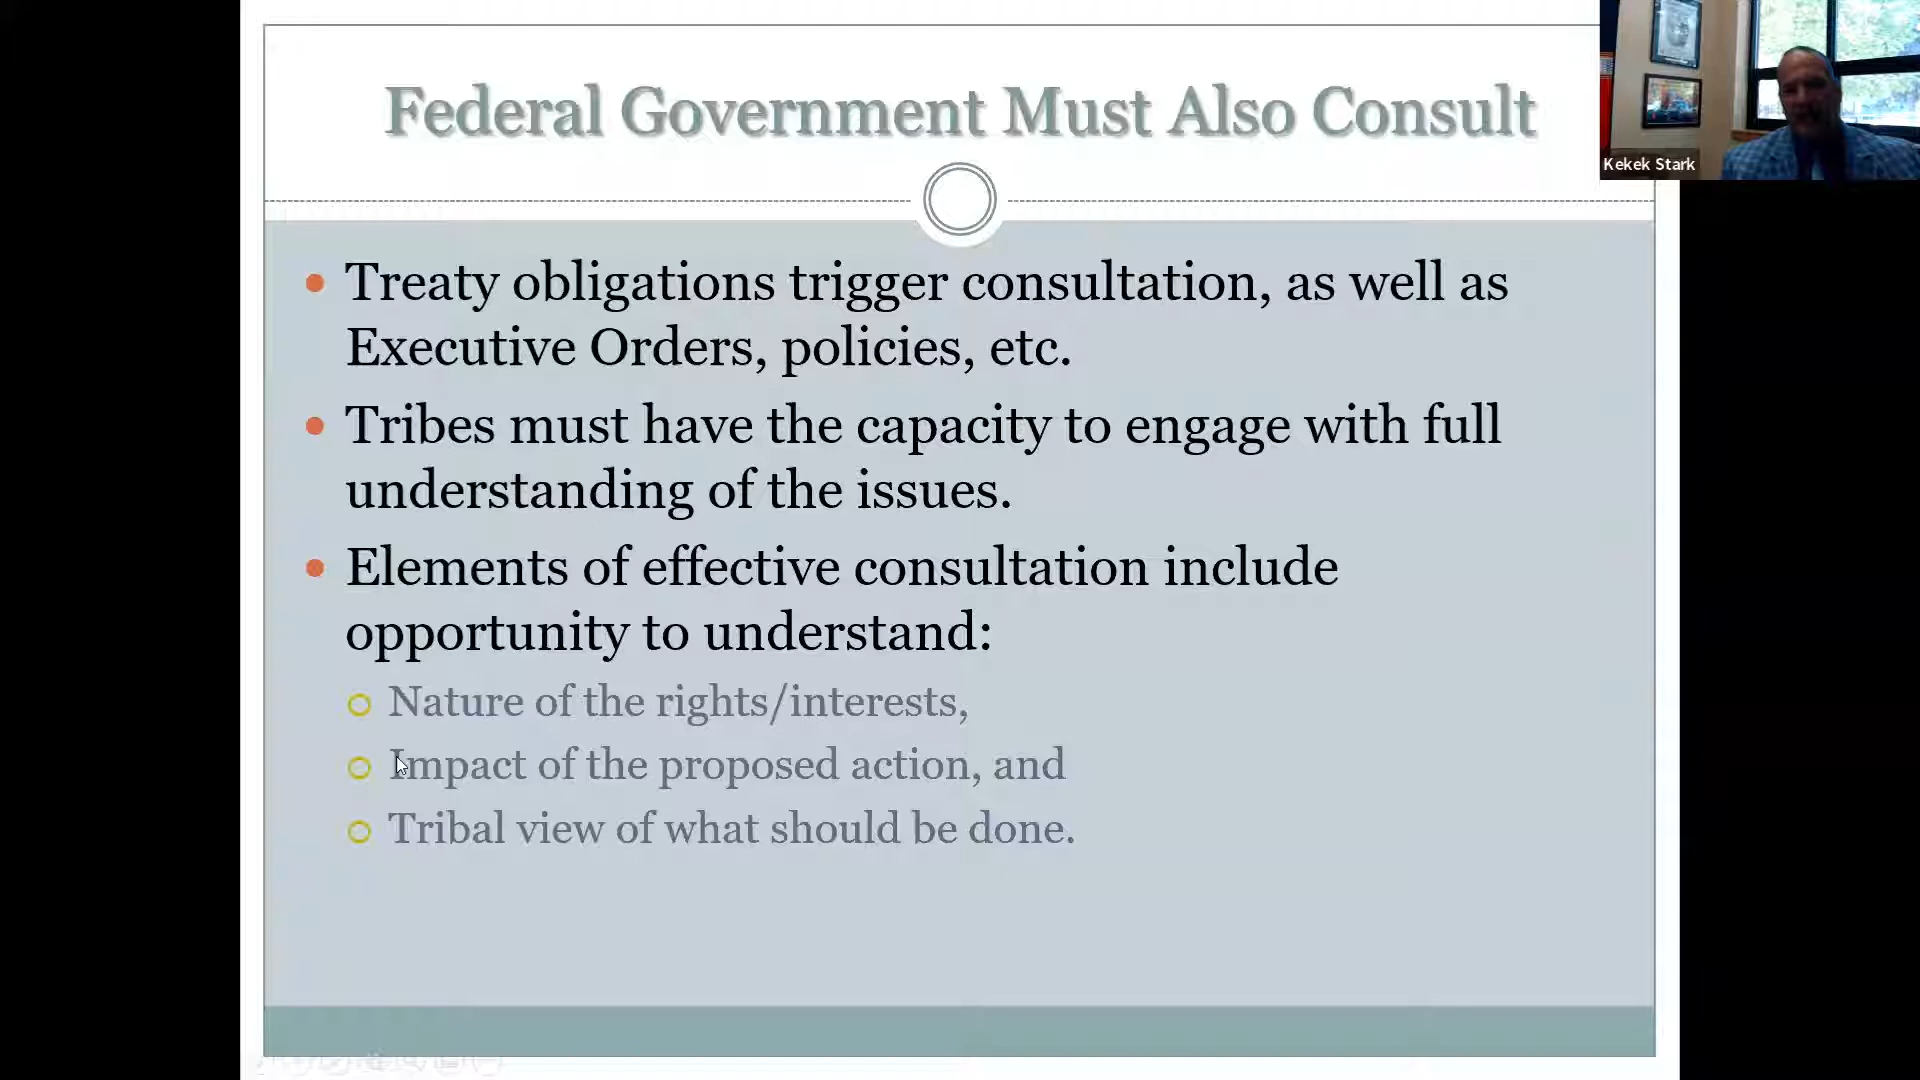 Federal Government Must Also Consult
Kekek Stark
Treaty obligations trigger consultation, as well as
Executive Orders, policies, etc.
Tribes must have the capacity to engage with full
understanding of the issues.
Elements of effective consultation include
opportunity to understand:
Nature of the rights/interests,
Impact of the proposed action, and
Tribal view of what should be done.